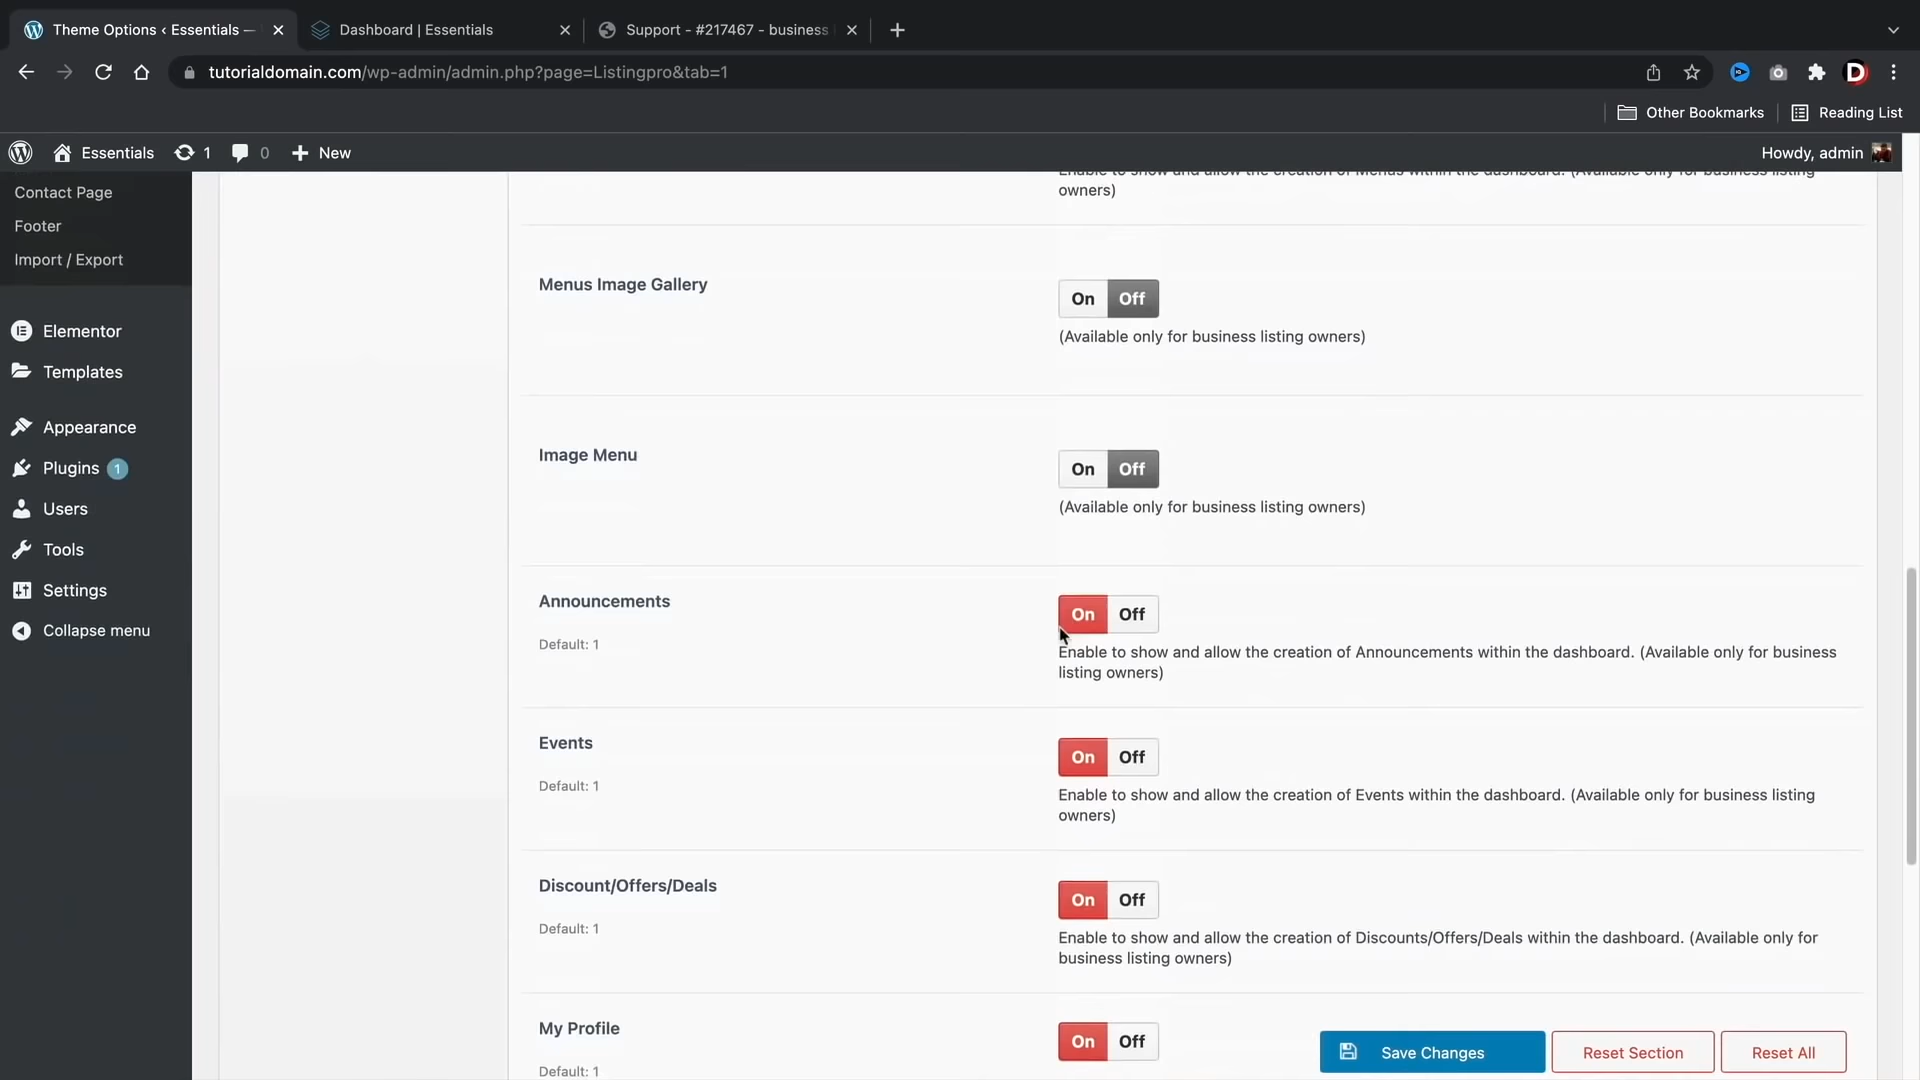 Theme Options ‹ Essentials —
Dashboard | Essentials
Support - #217467 - business
tutorialdomain.com/wp-admin/admin.php?page=Listingpro&tab=1
Other Bookmarks
Reading List
Essentials
1
0
New
Howdy, admin
Contact Page
Footer
Import / Export
Elementor
Templates
Appearance
Plugins 1
Users
Tools
Settings
Collapse menu
Enable to show and allow the creation of Menus within the dashboard. (Available only for business listing
owners)
Menus Image Gallery
On Off
(Available only for business listing owners)
Image Menu
On Off
(Available only for business listing owners)
Announcements
Default: 1
On Off
Enable to show and allow the creation of Announcements within the dashboard. (Available only for business
listing owners)
Events
Default: 1
On Off
Enable to show and allow the creation of Events within the dashboard. (Available only for business listing
owners)
Discount/Offers/Deals
Default: 1
On Off
Enable to show and allow the creation of Discounts/Offers/Deals within the dashboard. (Available only for
business listing owners)
My Profile
Default: 1
On Off
Save Changes
Reset Section
Reset All